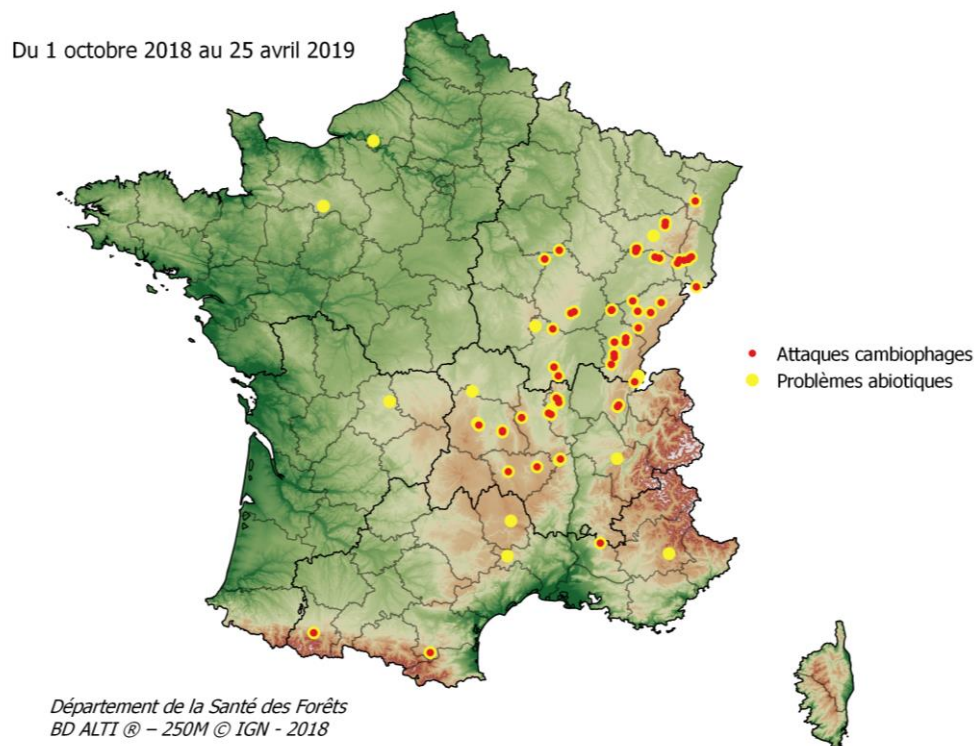 Du 1 octobre 2018 au 25 avril 2019
Attaques cambiophages
Problèmes abiotiques
Département de la Santé des Forêts
BD ALTI ® – 250M © IGN - 2018